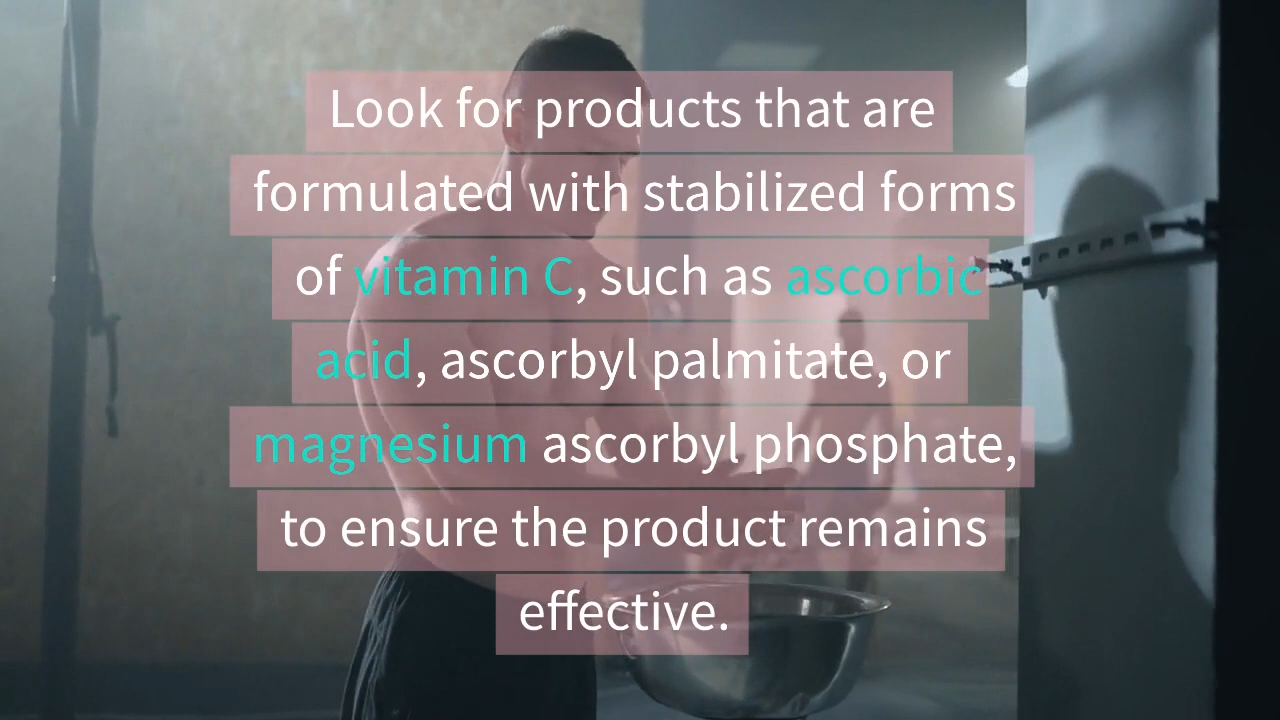 Look for products that are
formulated with stabilized forms
of vitamin C, such as ascorbic
acid, ascorbyl palmitate, or
magnesium ascorbyl phosphate,
to ensure the product remains
effective.